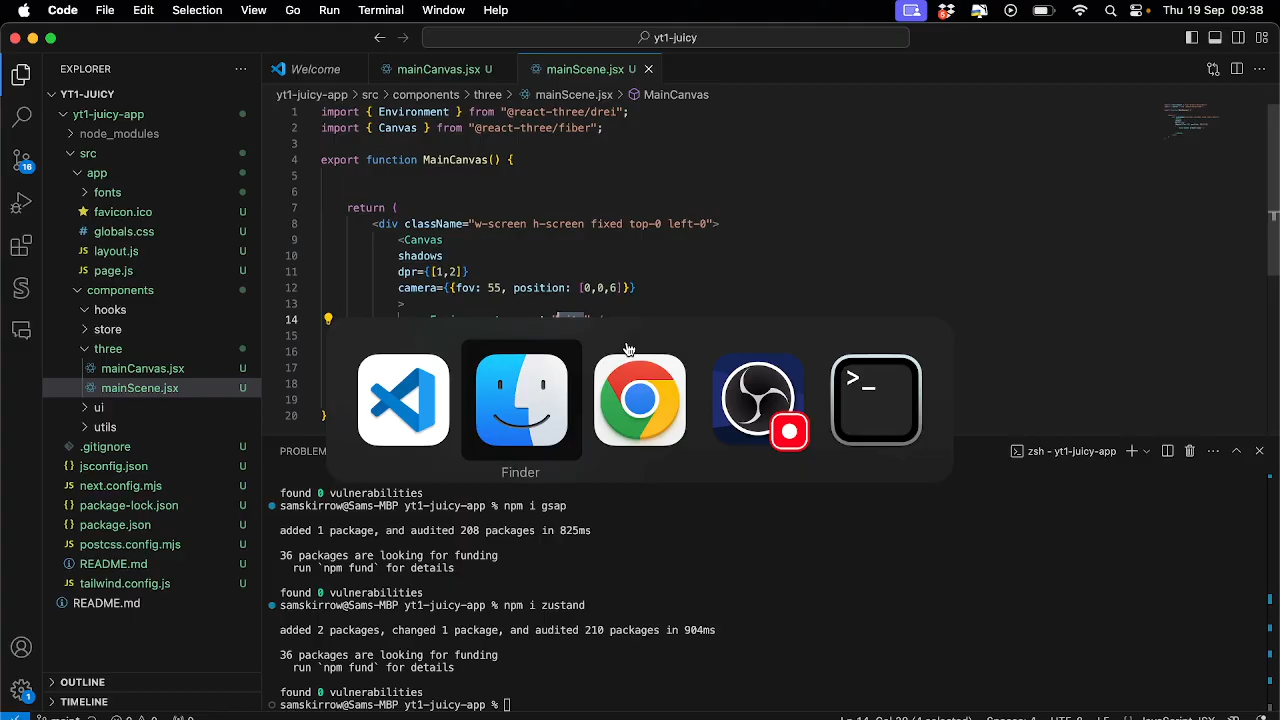 Code File Edit Selection View Go Run Terminal Window Help
Thu 19 Sep 09:38
yt1-juicy
EXPLORER
YT1-JUICY
yt1-juicy-app
node_modules
src
app
fonts
favicon.ico U
globals.css U
layout.js U
page.js U
components
hooks
store
three
mainCanvas.jsx U
mainScene.jsx U
ui
utils
.gitignore U
jsconfig.json U
next.config.mjs U
package-lock.json U
package.json U
postcss.config.mjs U
README.md U
tailwind.config.js U
README.md
OUTLINE
TIMELINE
16
1
Welcome
mainCanvas.jsx U
mainScene.jsx U
yt1-juicy-app > src > components > three > mainScene.jsx > MainCanvas
1 import { Environment } from "@react-three/drei";
2 import { Canvas } from "@react-three/fiber";
3
4 export function MainCanvas() {
5
6
7 return (
8 <div className="w-screen h-screen fixed top-0 left-0">
9 <Canvas
10 shadows
11 dpr={[1,2]}
12 camera={{fov: 55, position: [0,0,6]}}
13 >
14
15
16
17
18
19
20 }
Finder
PROBLEM
zsh - yt1-juicy-app
found 0 vulnerabilities
samskirrow@Sams-MBP yt1-juicy-app % npm i gsap
added 1 package, and audited 208 packages in 825ms
36 packages are looking for funding
run `npm fund` for details
found 0 vulnerabilities
samskirrow@Sams-MBP yt1-juicy-app % npm i zustand
added 2 packages, changed 1 package, and audited 210 packages in 904ms
36 packages are looking for funding
run `npm fund` for details
found 0 vulnerabilities
samskirrow@Sams-MBP yt1-juicy-app %